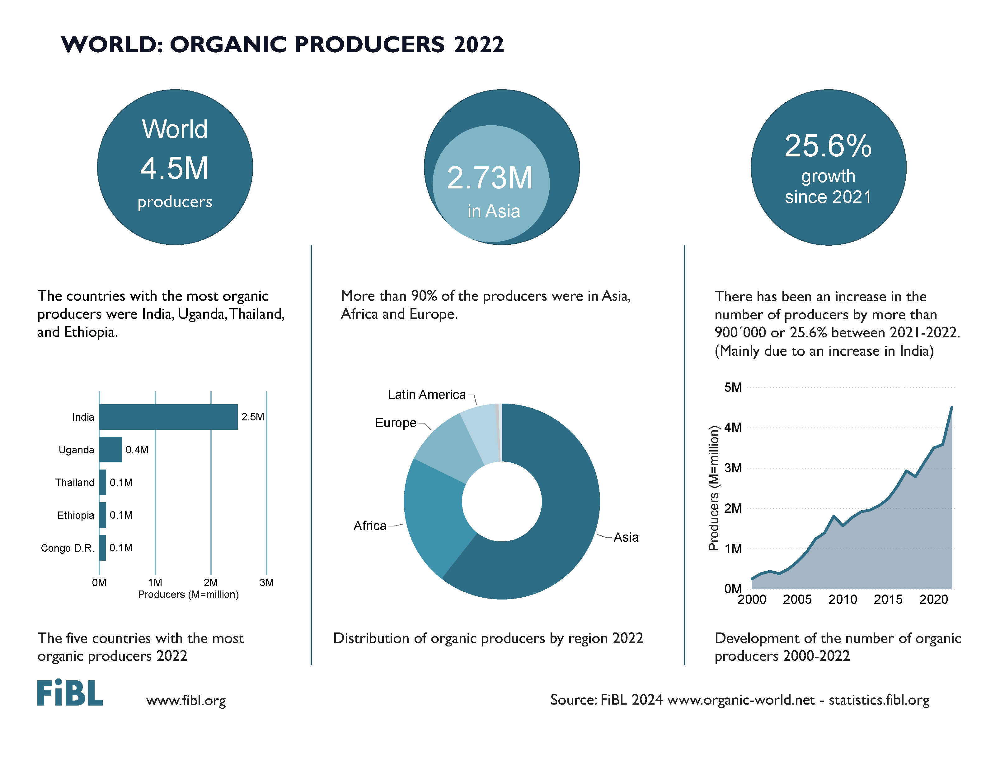 WORLD: ORGANIC PRODUCERS 2022
World
4.5M
producers
2.73M
in Asia
25.6%
growth
since 2021
The countries with the most organic
producers were India, Uganda, Thailand,
and Ethiopia.
India
2.5M
Uganda
0.4M
Thailand
0.1M
Ethiopia
0.1M
Congo D.R.
0.1M
0M 1M 2M 3M
Producers (M=million)
The five countries with the most
organic producers 2022
More than 90% of the producers were in Asia,
Africa and Europe.
Latin America
Europe
Africa
Asia
Distribution of organic producers by region 2022
There has been an increase in the
number of producers by more than
900´000 or 25.6% between 2021-2022.
(Mainly due to an increase in India)
Producers (M=million)
5M
4M
3M
2M
1M
0M
2000 2005 2010 2015 2020
Development of the number of organic
producers 2000-2022
FiBL
www.fibl.org
Source: FiBL 2024 www.organic-world.net - statistics.fibl.org